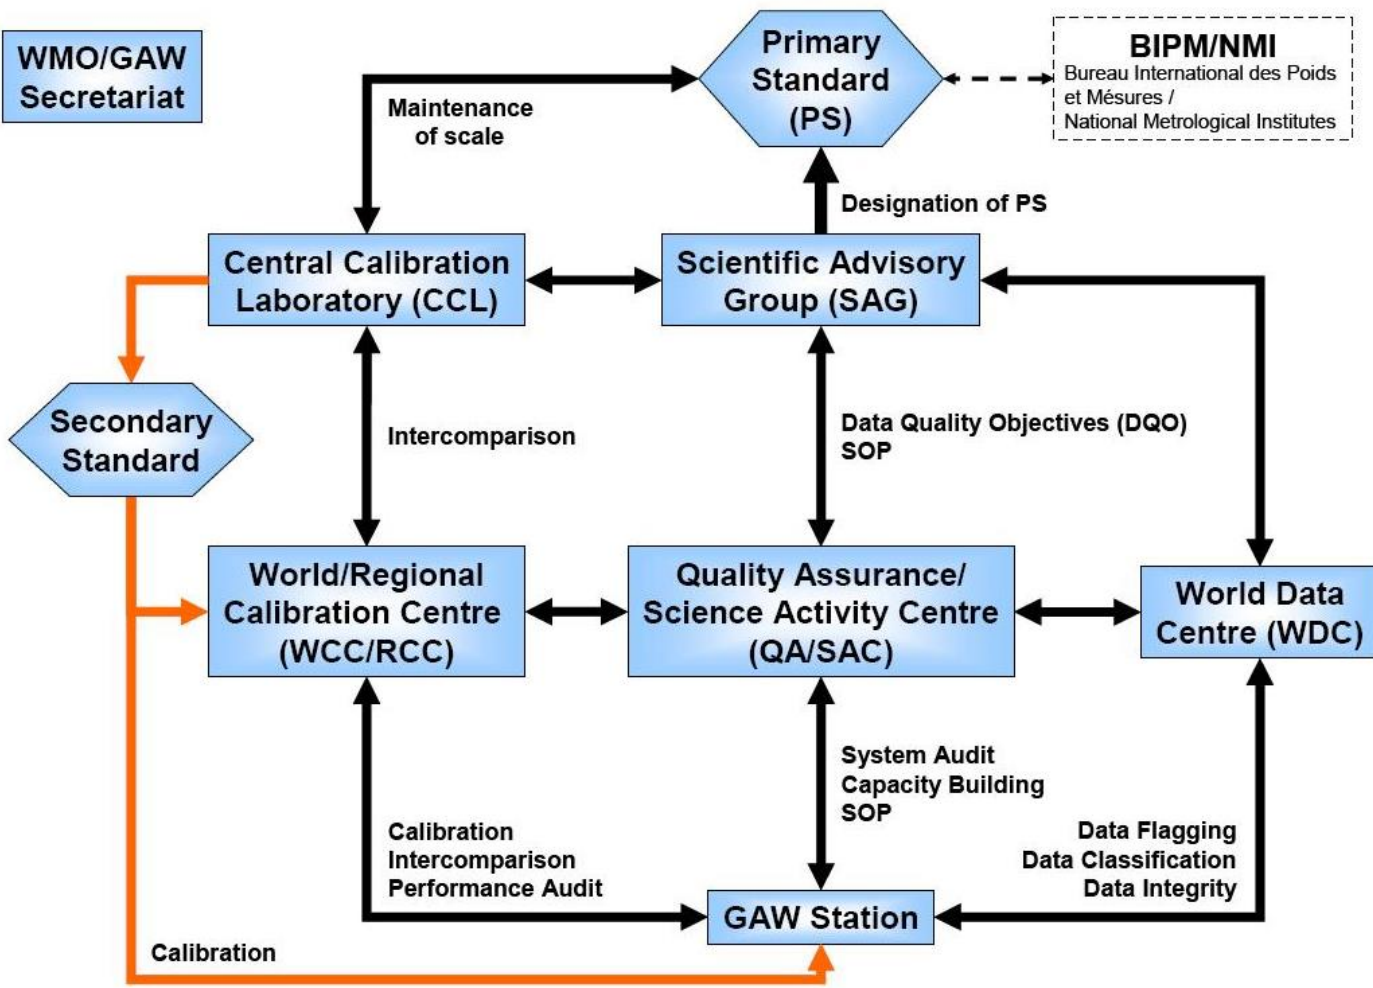 WMO/GAW
Secretariat
Primary
Standard
(PS)
BIPM/NMI
Bureau International des Poids
et Mésures /
National Metrological Institutes
Maintenance
of scale
Designation of PS
Central Calibration
Laboratory (CCL)
Scientific Advisory
Group (SAG)
Secondary
Standard
Intercomparison
Data Quality Objectives (DQO)
SOP
World/Regional
Calibration Centre
(WCC/RCC)
Quality Assurance/
Science Activity Centre
(QA/SAC)
World Data
Centre (WDC)
System Audit
Capacity Building
SOP
Calibration
Intercomparison
Performance Audit
Data Flagging
Data Classification
Data Integrity
GAW Station
Calibration